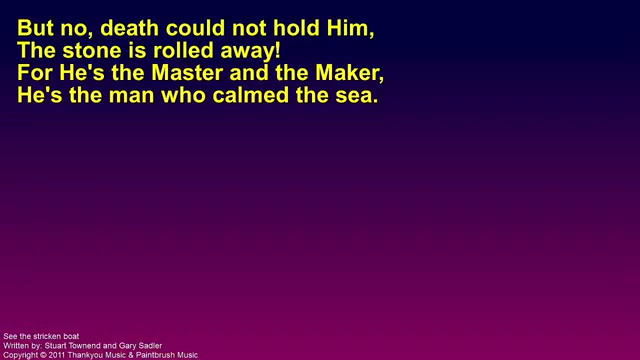 But no, death could not hold Him,
The stone is rolled away!
For He's the Master and the Maker,
He's the man who calmed the sea.
See the stricken boat
Written by: Stuart Townend and Gary Sadler
Copyright © 2011 Thankyou Music & Paintbrush Music